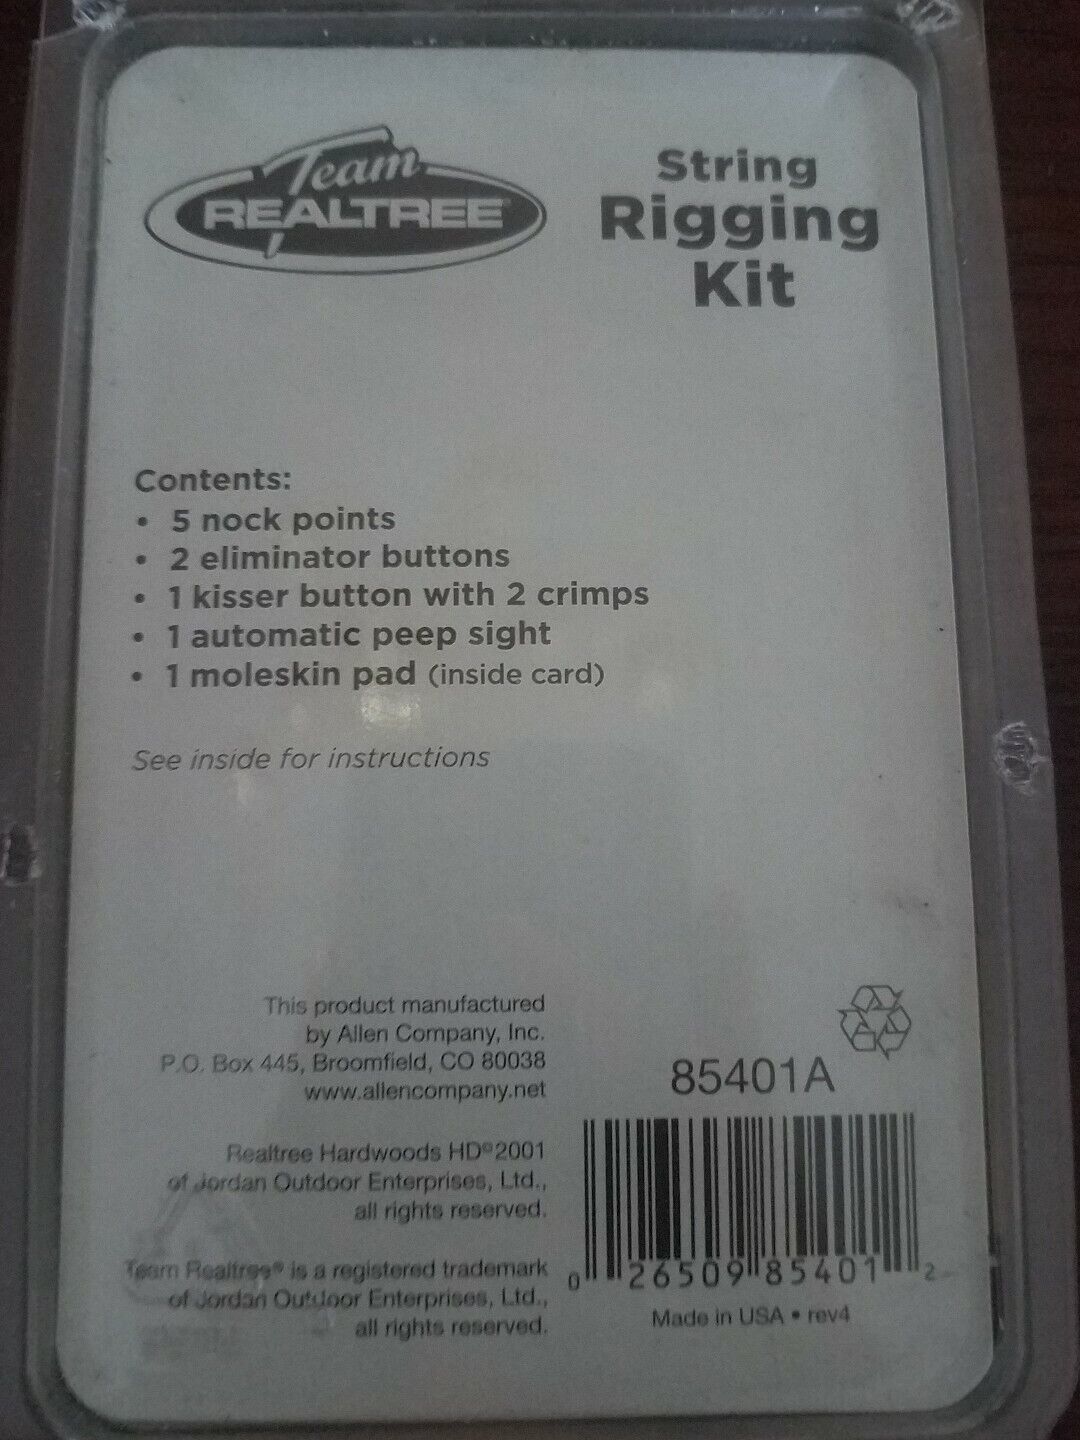 Team
REALTREE®
String
Rigging
Kit
Contents:
• 5 nock points
• 2 eliminator buttons
• 1 kisser button with 2 crimps
• 1 automatic peep sight
• 1 moleskin pad (inside card)
See inside for instructions
This product manufactured
by Allen Company, Inc.
P.O. Box 445, Broomfield, CO 80038
www.allencompany.net
Realtree Hardwoods HD®2001
of Jordan Outdoor Enterprises, Ltd.,
all rights reserved.
Team Realtree® is a registered trademark
of Jordan Outdoor Enterprises, Ltd.,
all rights reserved.
85401A
0 26509 85401 2
Made in USA • rev4